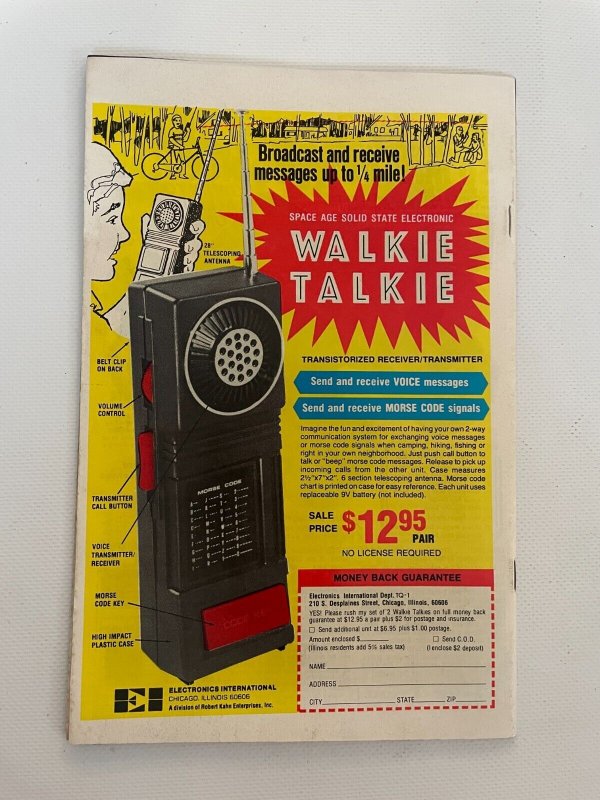 Broadcast and receive
messages up to 1/4 mile!
SPACE AGE SOLID STATE ELECTRONIC
WALKIE
TALKIE
28"
TELESCOPING
ANTENNA
TRANSISTORIZED RECEIVER/TRANSMITTER
Send and receive VOICE messages
Send and receive MORSE CODE signals
Imagine the fun and excitement of having your own 2-way
communication system for exchanging voice messages
or morse code signals when camping, hiking, fishing or
right in your own neighborhood. Just push call button to
talk or "beep" morse code messages. Release to pick up
incoming calls from the other unit. Case measures
2½"x7"x2". 6 section telescoping antenna. Morse code
chart is printed on case for easy reference. Each unit uses
replaceable 9V battery (not included).
SALE
PRICE $12.95
PAIR
NO LICENSE REQUIRED
BELT CLIP
ON BACK
VOLUME
CONTROL
TRANSMITTER
CALL BUTTON
VOICE
TRANSMITTER/
RECEIVER
MORSE
CODE KEY
HIGH IMPACT
PLASTIC CASE
MORSE CODE
EI
ELECTRONICS INTERNATIONAL
CHICAGO, ILLINOIS 60606
A division of Robert Kahn Enterprises, Inc.
MONEY BACK GUARANTEE
Electronics International Dept. TQ-1
210 S. Desplaines Street, Chicago, Illinois, 60606
YES! Please rush my set of 2 Walkie Talkies on full money back
guarantee at $12.95 a pair plus $2 for postage and insurance.
Send additional unit at $6.95 plus $1.00 postage.
Amount enclosed $ Send C.O.D.
(Illinois residents add 5% sales tax) (I enclose $2 deposit)
NAME
ADDRESS
CITY STATE ZIP